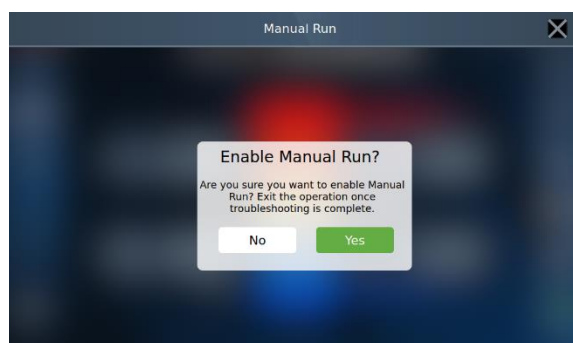 Manual Run
Enable Manual Run?
Are you sure you want to enable Manual
Run? Exit the operation once
troubleshooting is complete.
No
Yes